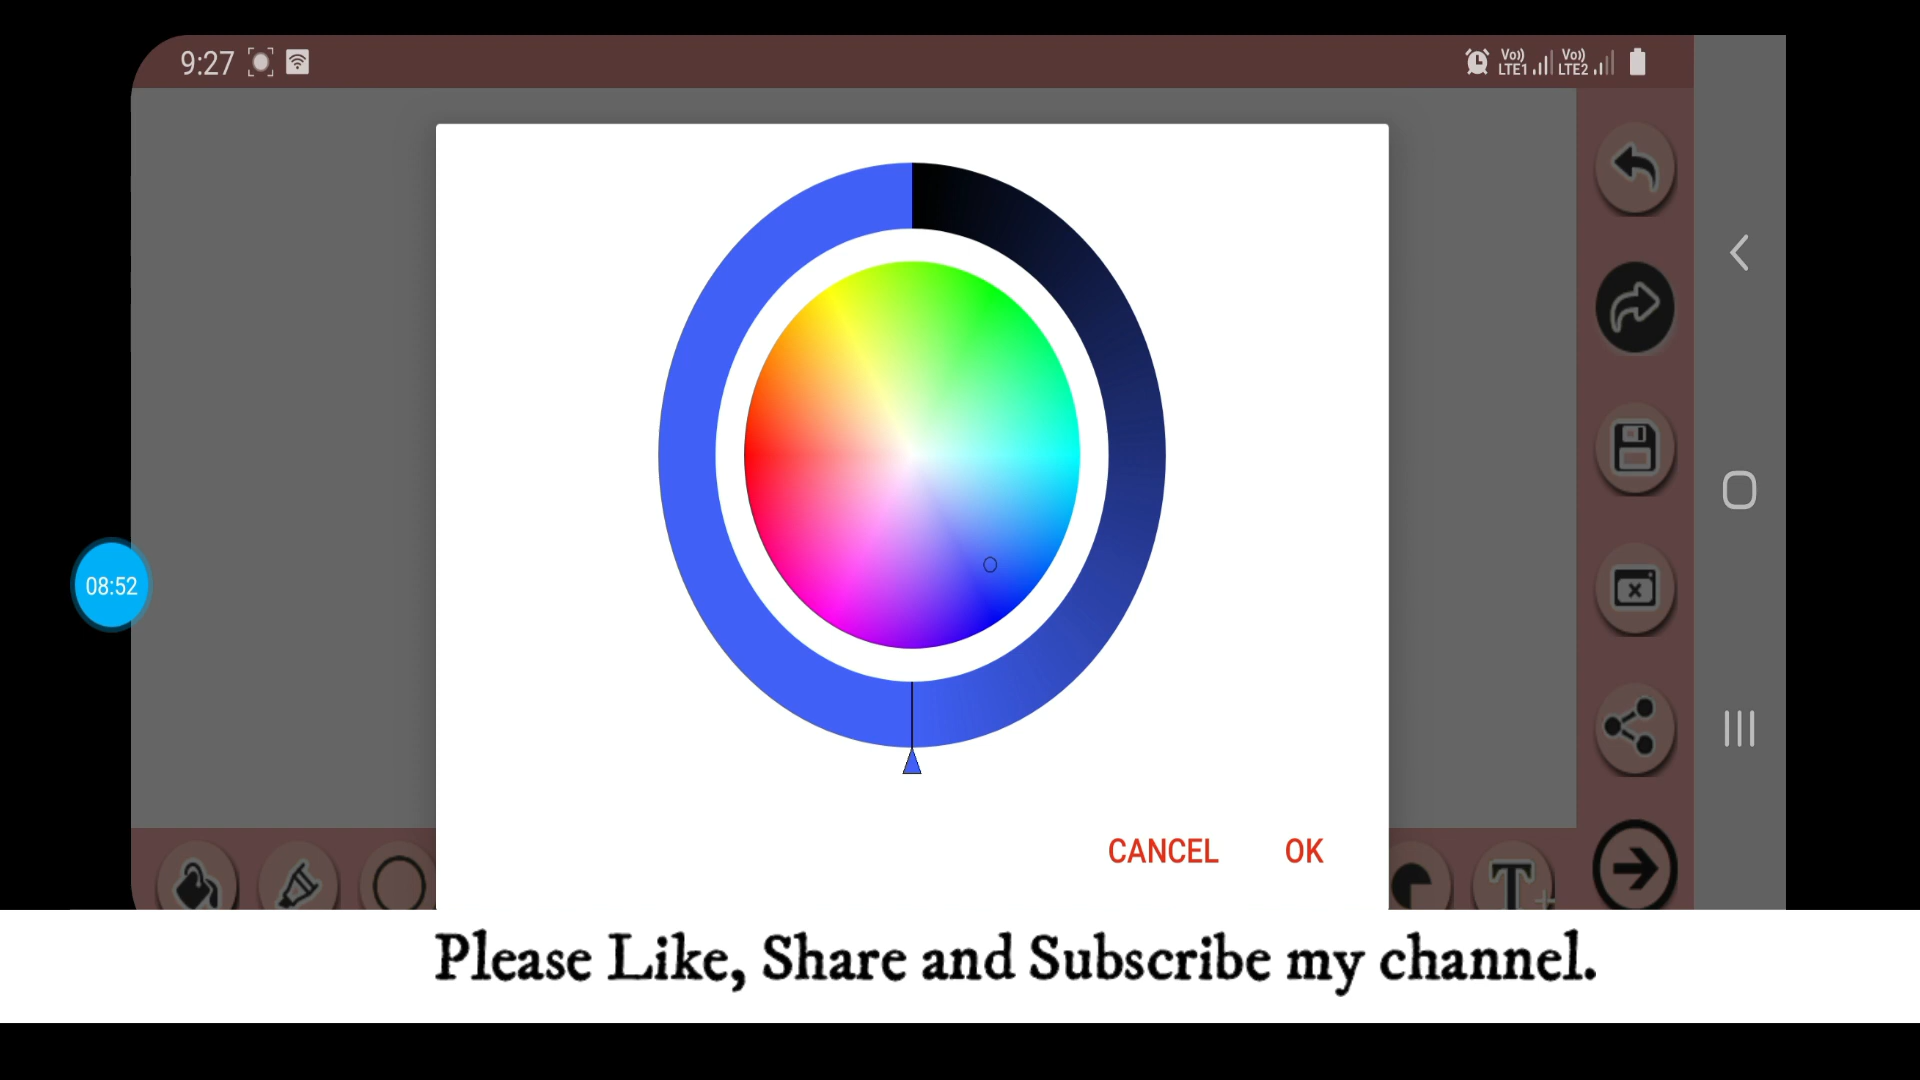 9:27
Vo)) LTE1 Vo)) LTE2
08:52
CANCEL OK
T+
Please Like, Share and Subscribe my channel.